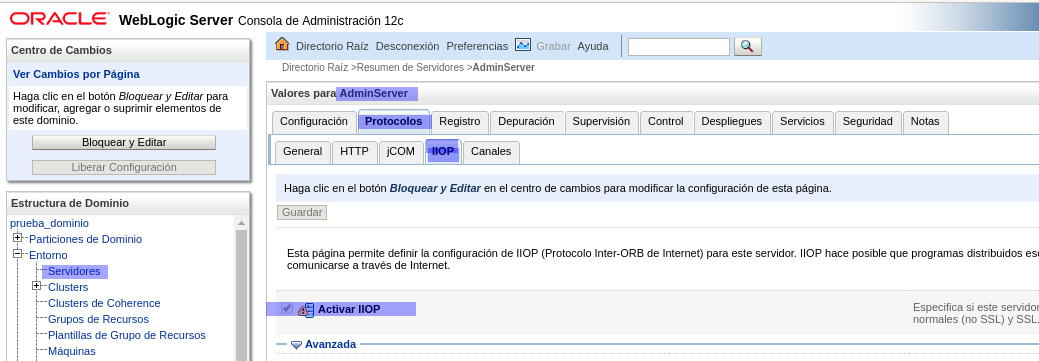 ORACLE WebLogic Server Consola de Administración 12c
Centro de Cambios
Ver Cambios por Página
Haga clic en el botón Bloquear y Editar para
modificar, agregar o suprimir elementos de
este dominio.
Bloquear y Editar
Liberar Configuración
Estructura de Dominio
prueba_dominio
Particiones de Dominio
Entorno
Servidores
Clusters
Clusters de Coherence
Grupos de Recursos
Plantillas de Grupo de Recursos
Máquinas
Directorio Raíz Desconexión Preferencias Grabar Ayuda
Directorio Raíz >Resumen de Servidores >AdminServer
Valores para AdminServer
Configuración Protocolos Registro Depuración Supervisión Control Despliegues Servicios Seguridad Notas
General HTTP jCOM IIOP Canales
Haga clic en el botón Bloquear y Editar en el centro de cambios para modificar la configuración de esta página.
Guardar
Esta página permite definir la configuración de IIOP (Protocolo Inter-ORB de Internet) para este servidor. IIOP hace posible que programas distribuidos esc
comunicarse a través de Internet.
Activar IIOP
Especifica si este servidor
normales (no SSL) y SSL.
Avanzada